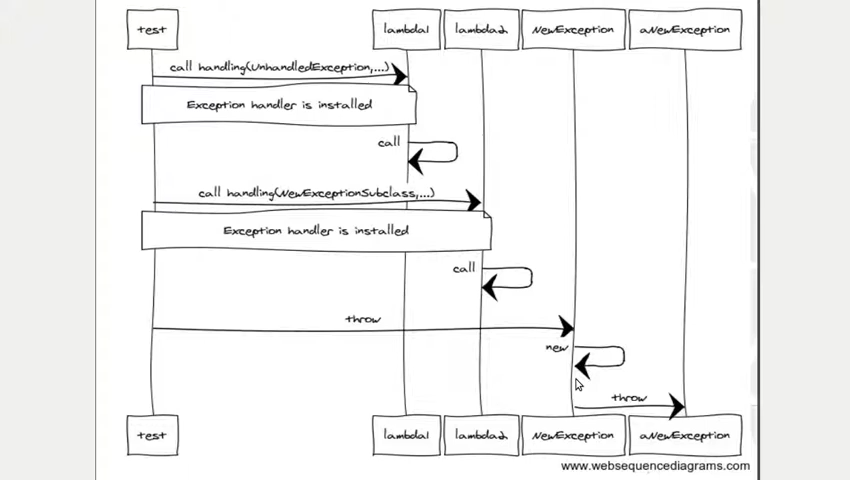 test lambda1 lambda2 NewException aNewException
call handling(UnhandledException,...)
Exception handler is installed
call
call handling(NewExceptionSubclass,...)
Exception handler is installed
call
throw
new
throw
test lambda1 lambda2 NewException aNewException
www.websequencediagrams.com